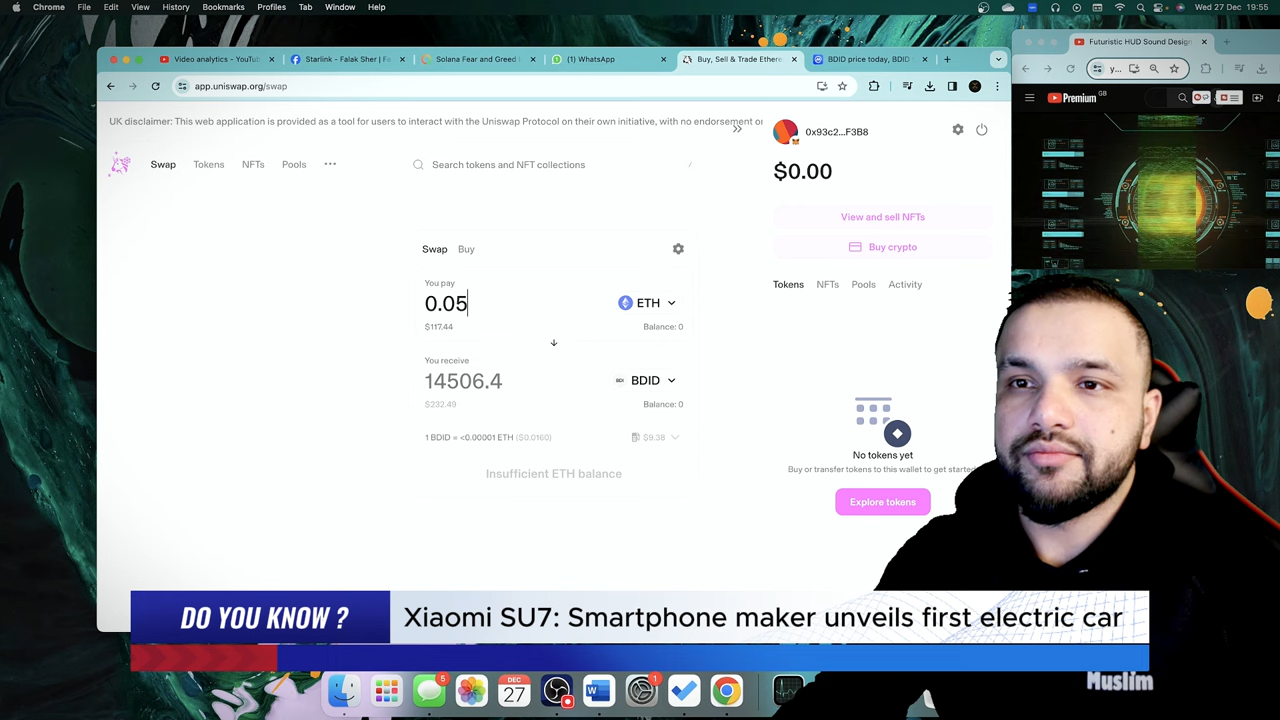 Chrome File Edit View History Bookmarks Profiles Tab Window Help
Wed 27 Dec 19:55
Video analytics - YouTub
Starlink - Falak Sher | Fe
Solana Fear and Greed
(1) WhatsApp
Buy, Sell & Trade Ethere
BDID price today, BDID
app.uniswap.org/swap
UK disclaimer: This web application is provided as a tool for users to interact with the Uniswap Protocol on their own initiative, with no endorsement or
Swap Tokens NFTs Pools
Search tokens and NFT collections /
Swap Buy
You pay
0.05
ETH
$117.44
Balance: 0
You receive
14506.4
BDID
$232.49
Balance: 0
1 BDID = <0.00001 ETH ($0.0160)
$9.38
Insufficient ETH balance
0x93c2...F3B8
$0.00
View and sell NFTs
Buy crypto
Tokens NFTs Pools Activity
No tokens yet
Buy or transfer tokens to this wallet to get started
Explore tokens
Futuristic HUD Sound Design
y...
Premium GB
DO YOU KNOW ?
Xiaomi SU7: Smartphone maker unveils first electric car
Muslim
5
DEC
27
1